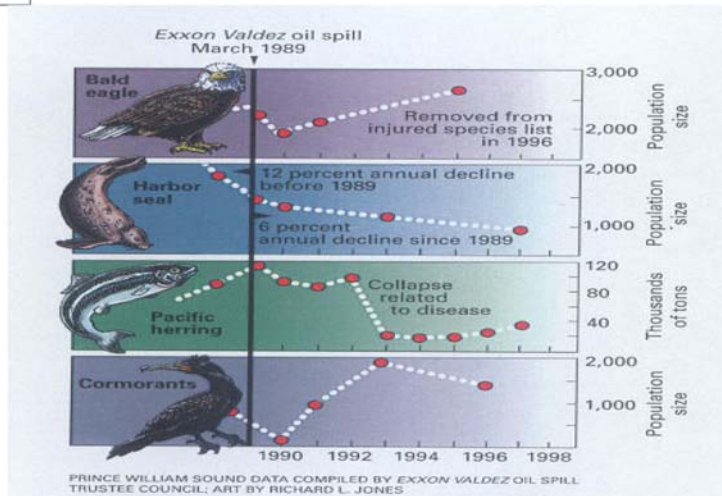 Exxon Valdez oil spill
March 1989
Bald
eagle
3,000
2,000
Removed from
injured species list
in 1996
Population
size
Harbor
seal
12 percent annual decline
before 1989
6 percent
annual decline since 1989
2,000
1,000
Population
size
Pacific
herring
Collapse
related
to disease
120
80
40
Thousands
of tons
Cormorants
2,000
1,000
Population
size
1990 1992 1994 1996 1998
PRINCE WILLIAM SOUND DATA COMPILED BY EXXON VALDEZ OIL SPILL
TRUSTEE COUNCIL; ART BY RICHARD L. JONES